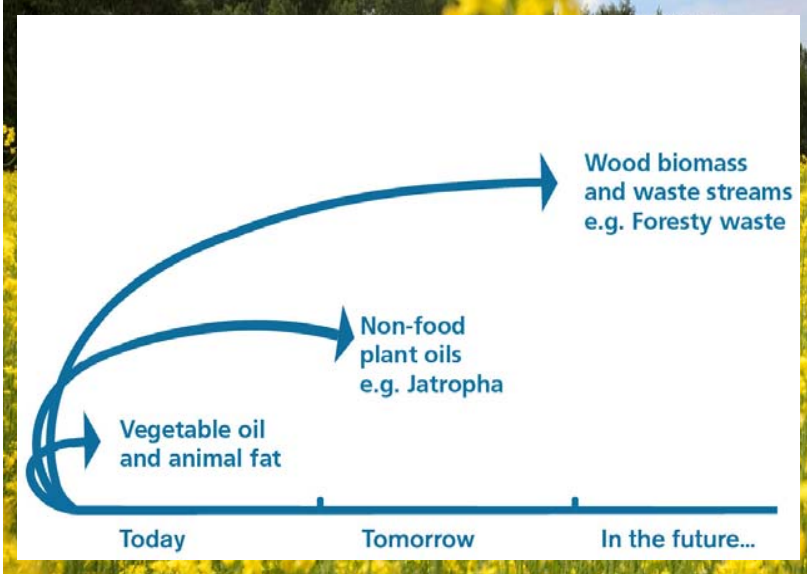 Wood biomass
and waste streams
e.g. Foresty waste
Non-food
plant oils
e.g. Jatropha
Vegetable oil
and animal fat
Today
Tomorrow
In the future...